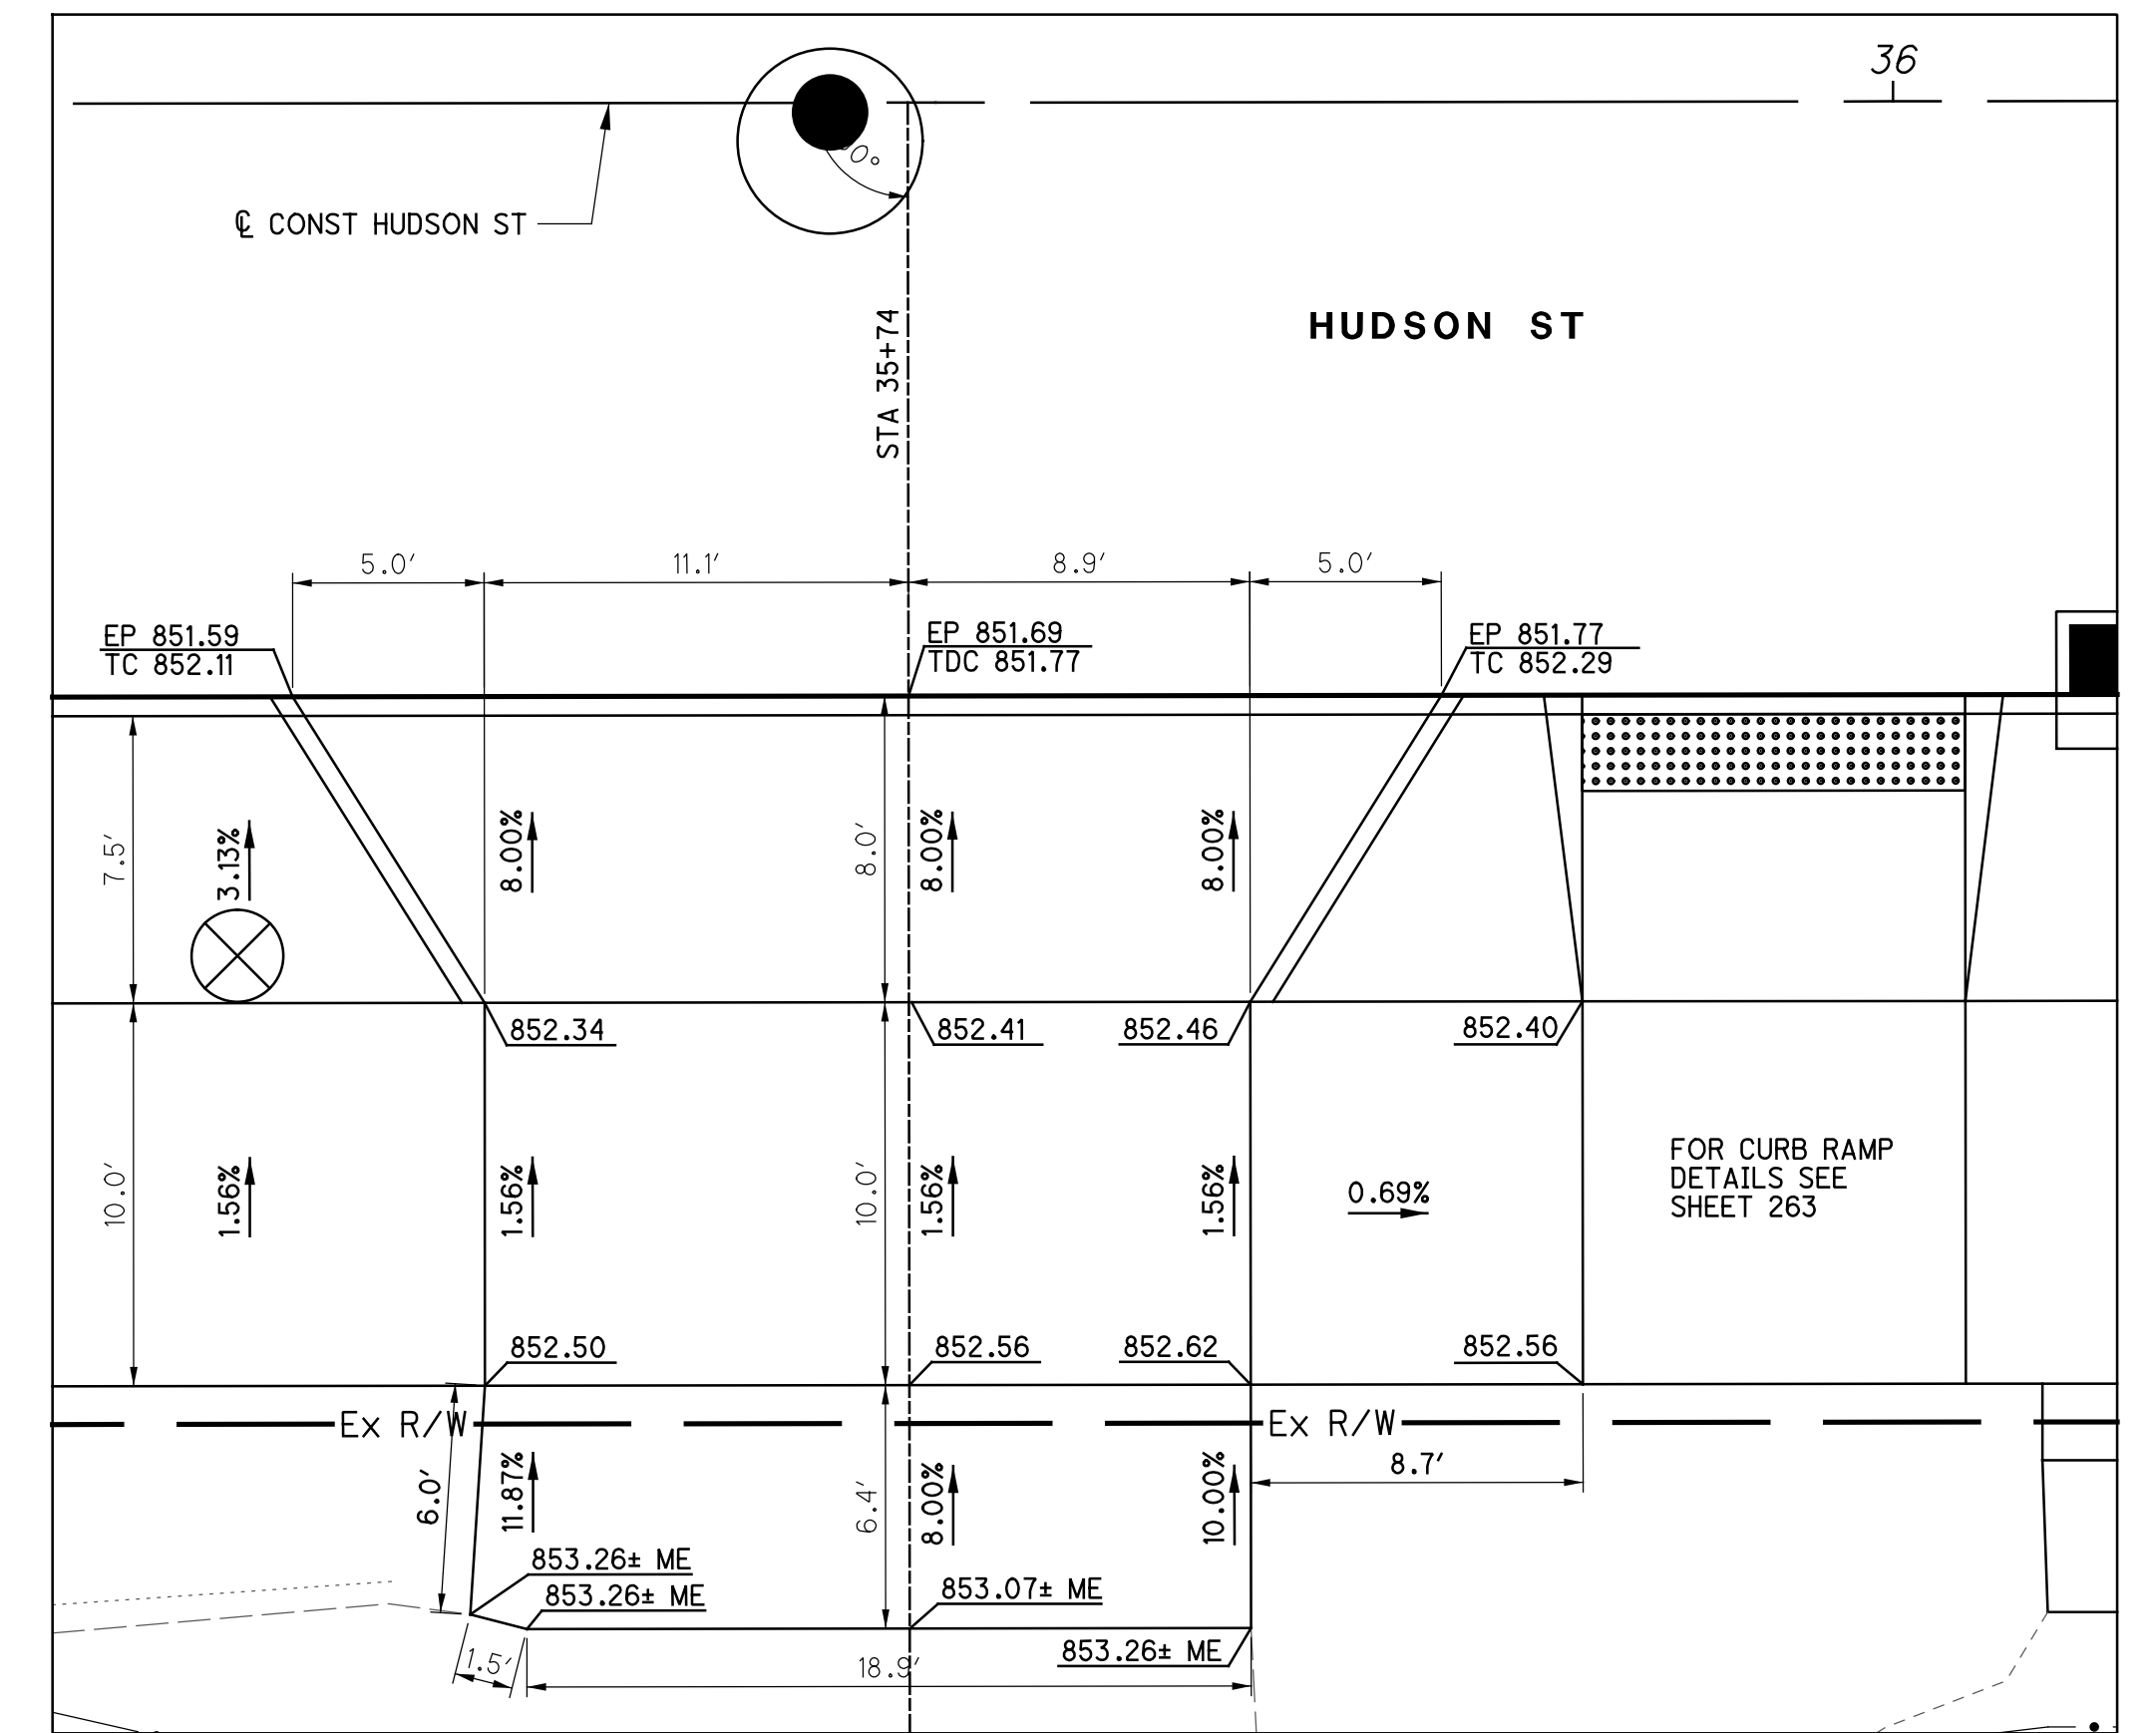 36
℄ CONST HUDSON ST
HUDSON ST
STA 35+74
5.0'
11.1'
8.9'
5.0'
EP 851.59
TC 852.11
EP 851.69
TDC 851.77
EP 851.77
TC 852.29
7.5'
3.13%
8.00%
8.0'
8.00%
8.00%
852.34
852.41
852.46
852.40
10.0'
1.56%
1.56%
10.0'
1.56%
1.56%
0.69%
FOR CURB RAMP
DETAILS SEE
SHEET 263
852.50
852.56
852.62
852.56
Ex R/W
Ex R/W
8.7'
6.0'
11.87%
6.4'
8.00%
10.00%
853.26± ME
853.26± ME
853.07± ME
853.26± ME
1.5'
18.9'